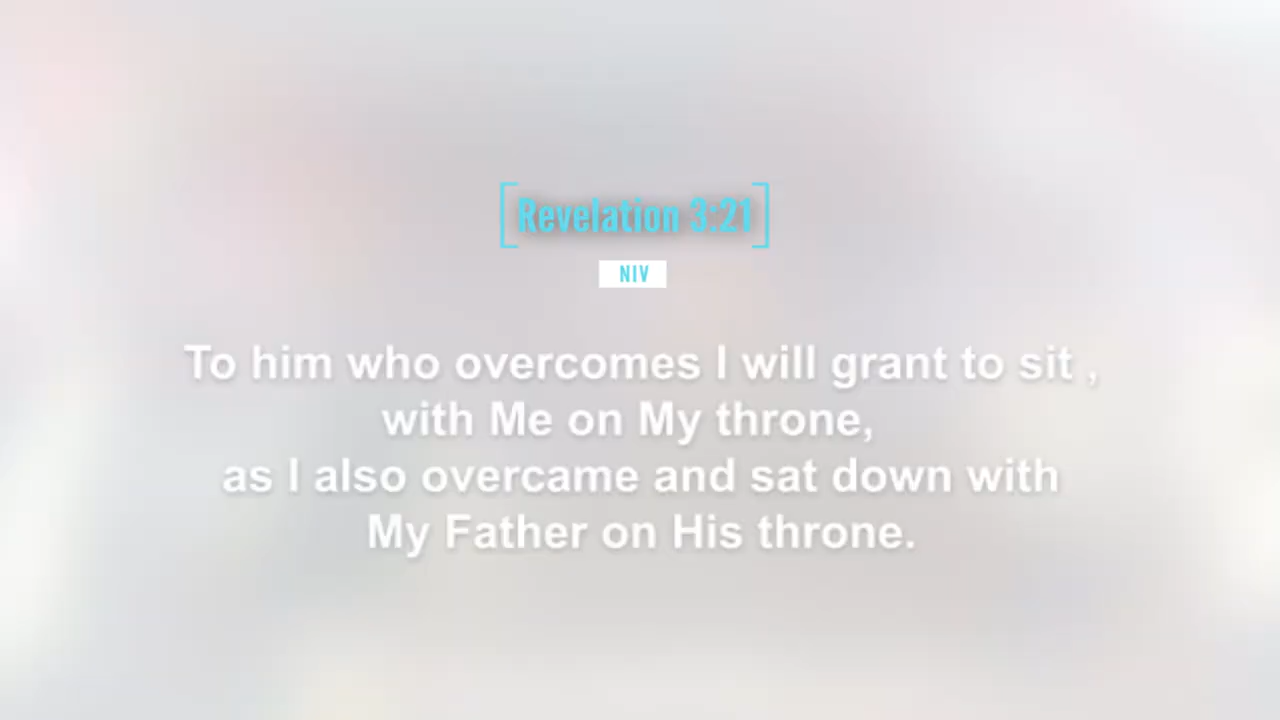 [Revelation 3:21]
NIV
To him who overcomes I will grant to sit ,
with Me on My throne,
as I also overcame and sat down with
My Father on His throne.